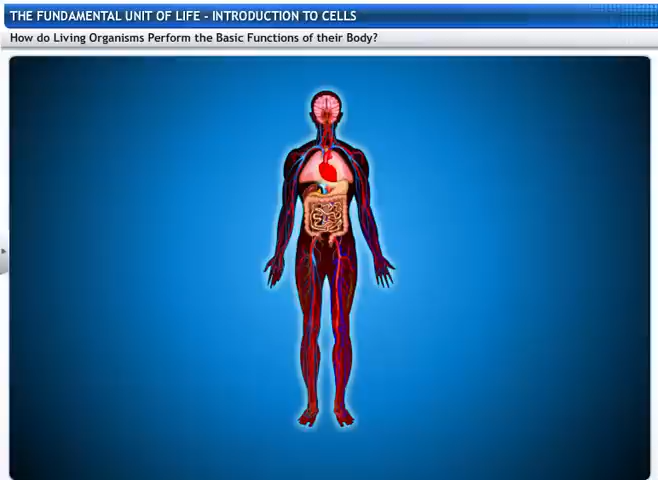 THE FUNDAMENTAL UNIT OF LIFE - INTRODUCTION TO CELLS
How do Living Organisms Perform the Basic Functions of their Body?